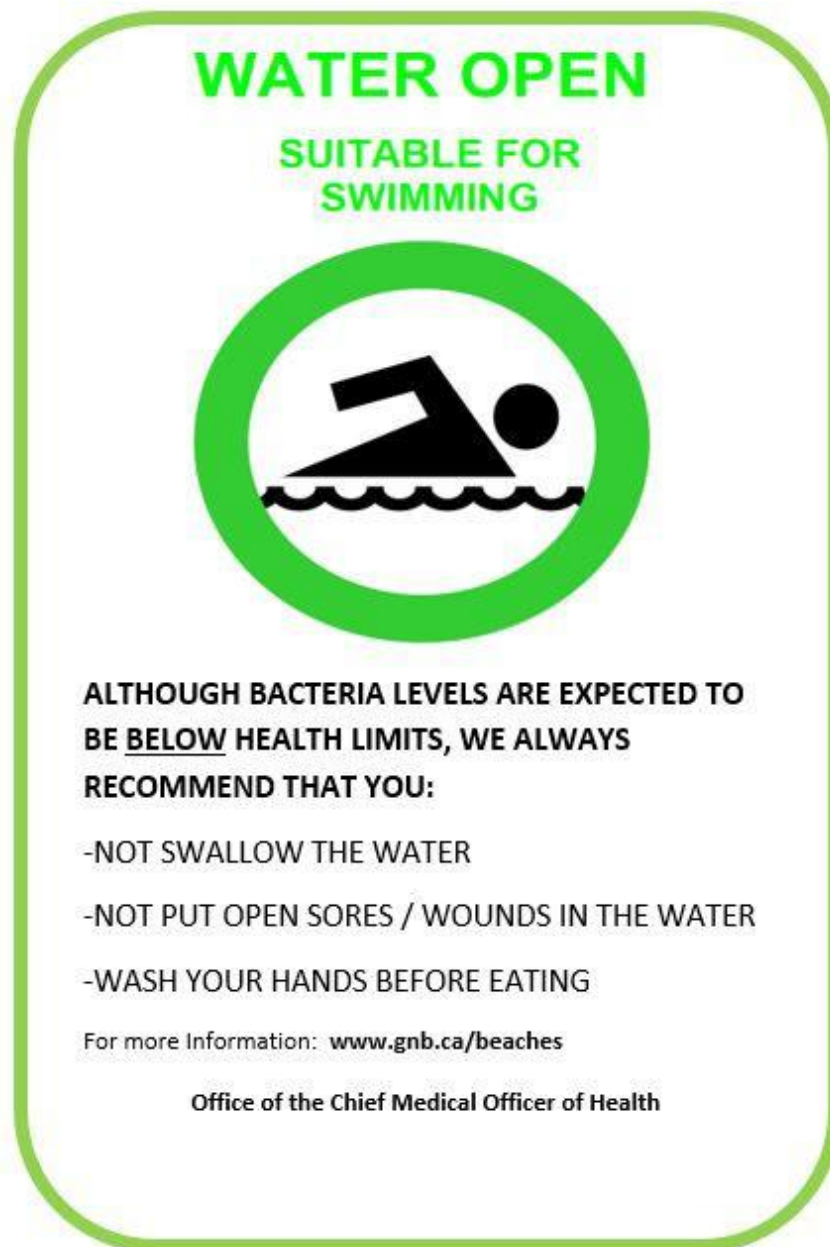 WATER OPEN
SUITABLE FOR
SWIMMING
ALTHOUGH BACTERIA LEVELS ARE EXPECTED TO
BE BELOW HEALTH LIMITS, WE ALWAYS
RECOMMEND THAT YOU:
-NOT SWALLOW THE WATER
-NOT PUT OPEN SORES / WOUNDS IN THE WATER
-WASH YOUR HANDS BEFORE EATING
For more Information: www.gnb.ca/beaches
Office of the Chief Medical Officer of Health